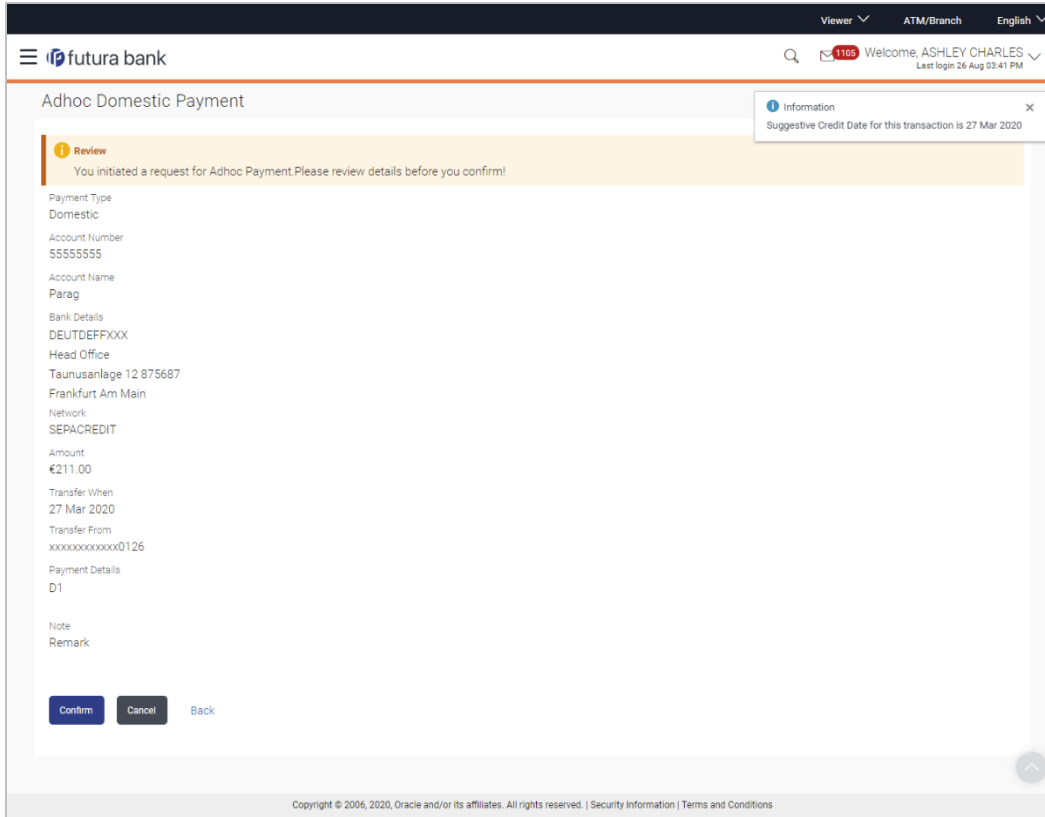 Viewer ATM/Branch English
futura bank 1105 Welcome, ASHLEY CHARLES
Last login 26 Aug 03:41 PM
Adhoc Domestic Payment
Information
Suggestive Credit Date for this transaction is 27 Mar 2020
Review
You initiated a request for Adhoc Payment.Please review details before you confirm!
Payment Type
Domestic
Account Number
55555555
Account Name
Parag
Bank Details
DEUTDEFFXXX
Head Office
Taunusanlage 12 875687
Frankfurt Am Main
Network
SEPACREDIT
Amount
€211.00
Transfer When
27 Mar 2020
Transfer From
xxxxxxxxxxxx0126
Payment Details
D1
Note
Remark
Confirm Cancel Back
Copyright © 2006, 2020, Oracle and/or its affiliates. All rights reserved. | Security Information | Terms and Conditions